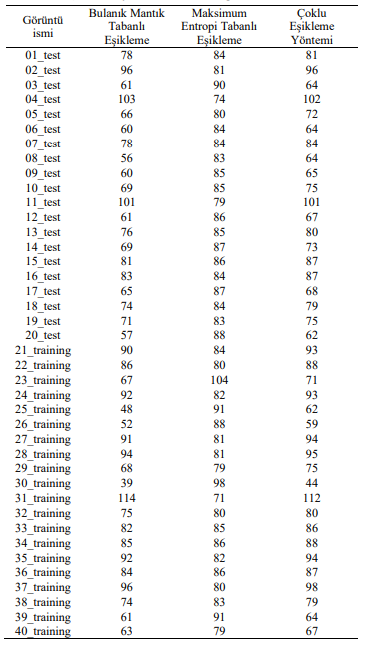 Görüntü ismi	Bulanık Mantık Tabanlı Eşikleme	Maksimum Entropi Tabanlı Eşikleme	Çoklu Eşikleme Yöntemi
01_test	78	84	81
02_test	96	81	96
03_test	61	90	64
04_test	103	74	102
05_test	66	80	72
06_test	60	84	64
07_test	78	84	84
08_test	56	83	64
09_test	60	85	65
10_test	69	85	75
11_test	101	79	101
12_test	61	86	67
13_test	76	85	80
14_test	69	87	73
15_test	81	86	87
16_test	83	84	87
17_test	65	87	68
18_test	74	84	79
19_test	71	83	75
20_test	57	88	62
21_training	90	84	93
22_training	86	80	88
23_training	67	104	71
24_training	92	82	93
25_training	48	91	62
26_training	52	88	59
27_training	91	81	94
28_training	94	81	95
29_training	68	79	75
30_training	39	98	44
31_training	114	71	112
32_training	75	80	80
33_training	82	85	86
34_training	85	86	88
35_training	92	82	94
36_training	84	86	87
37_training	96	80	98
38_training	74	83	79
39_training	61	91	64
40_training	63	79	67